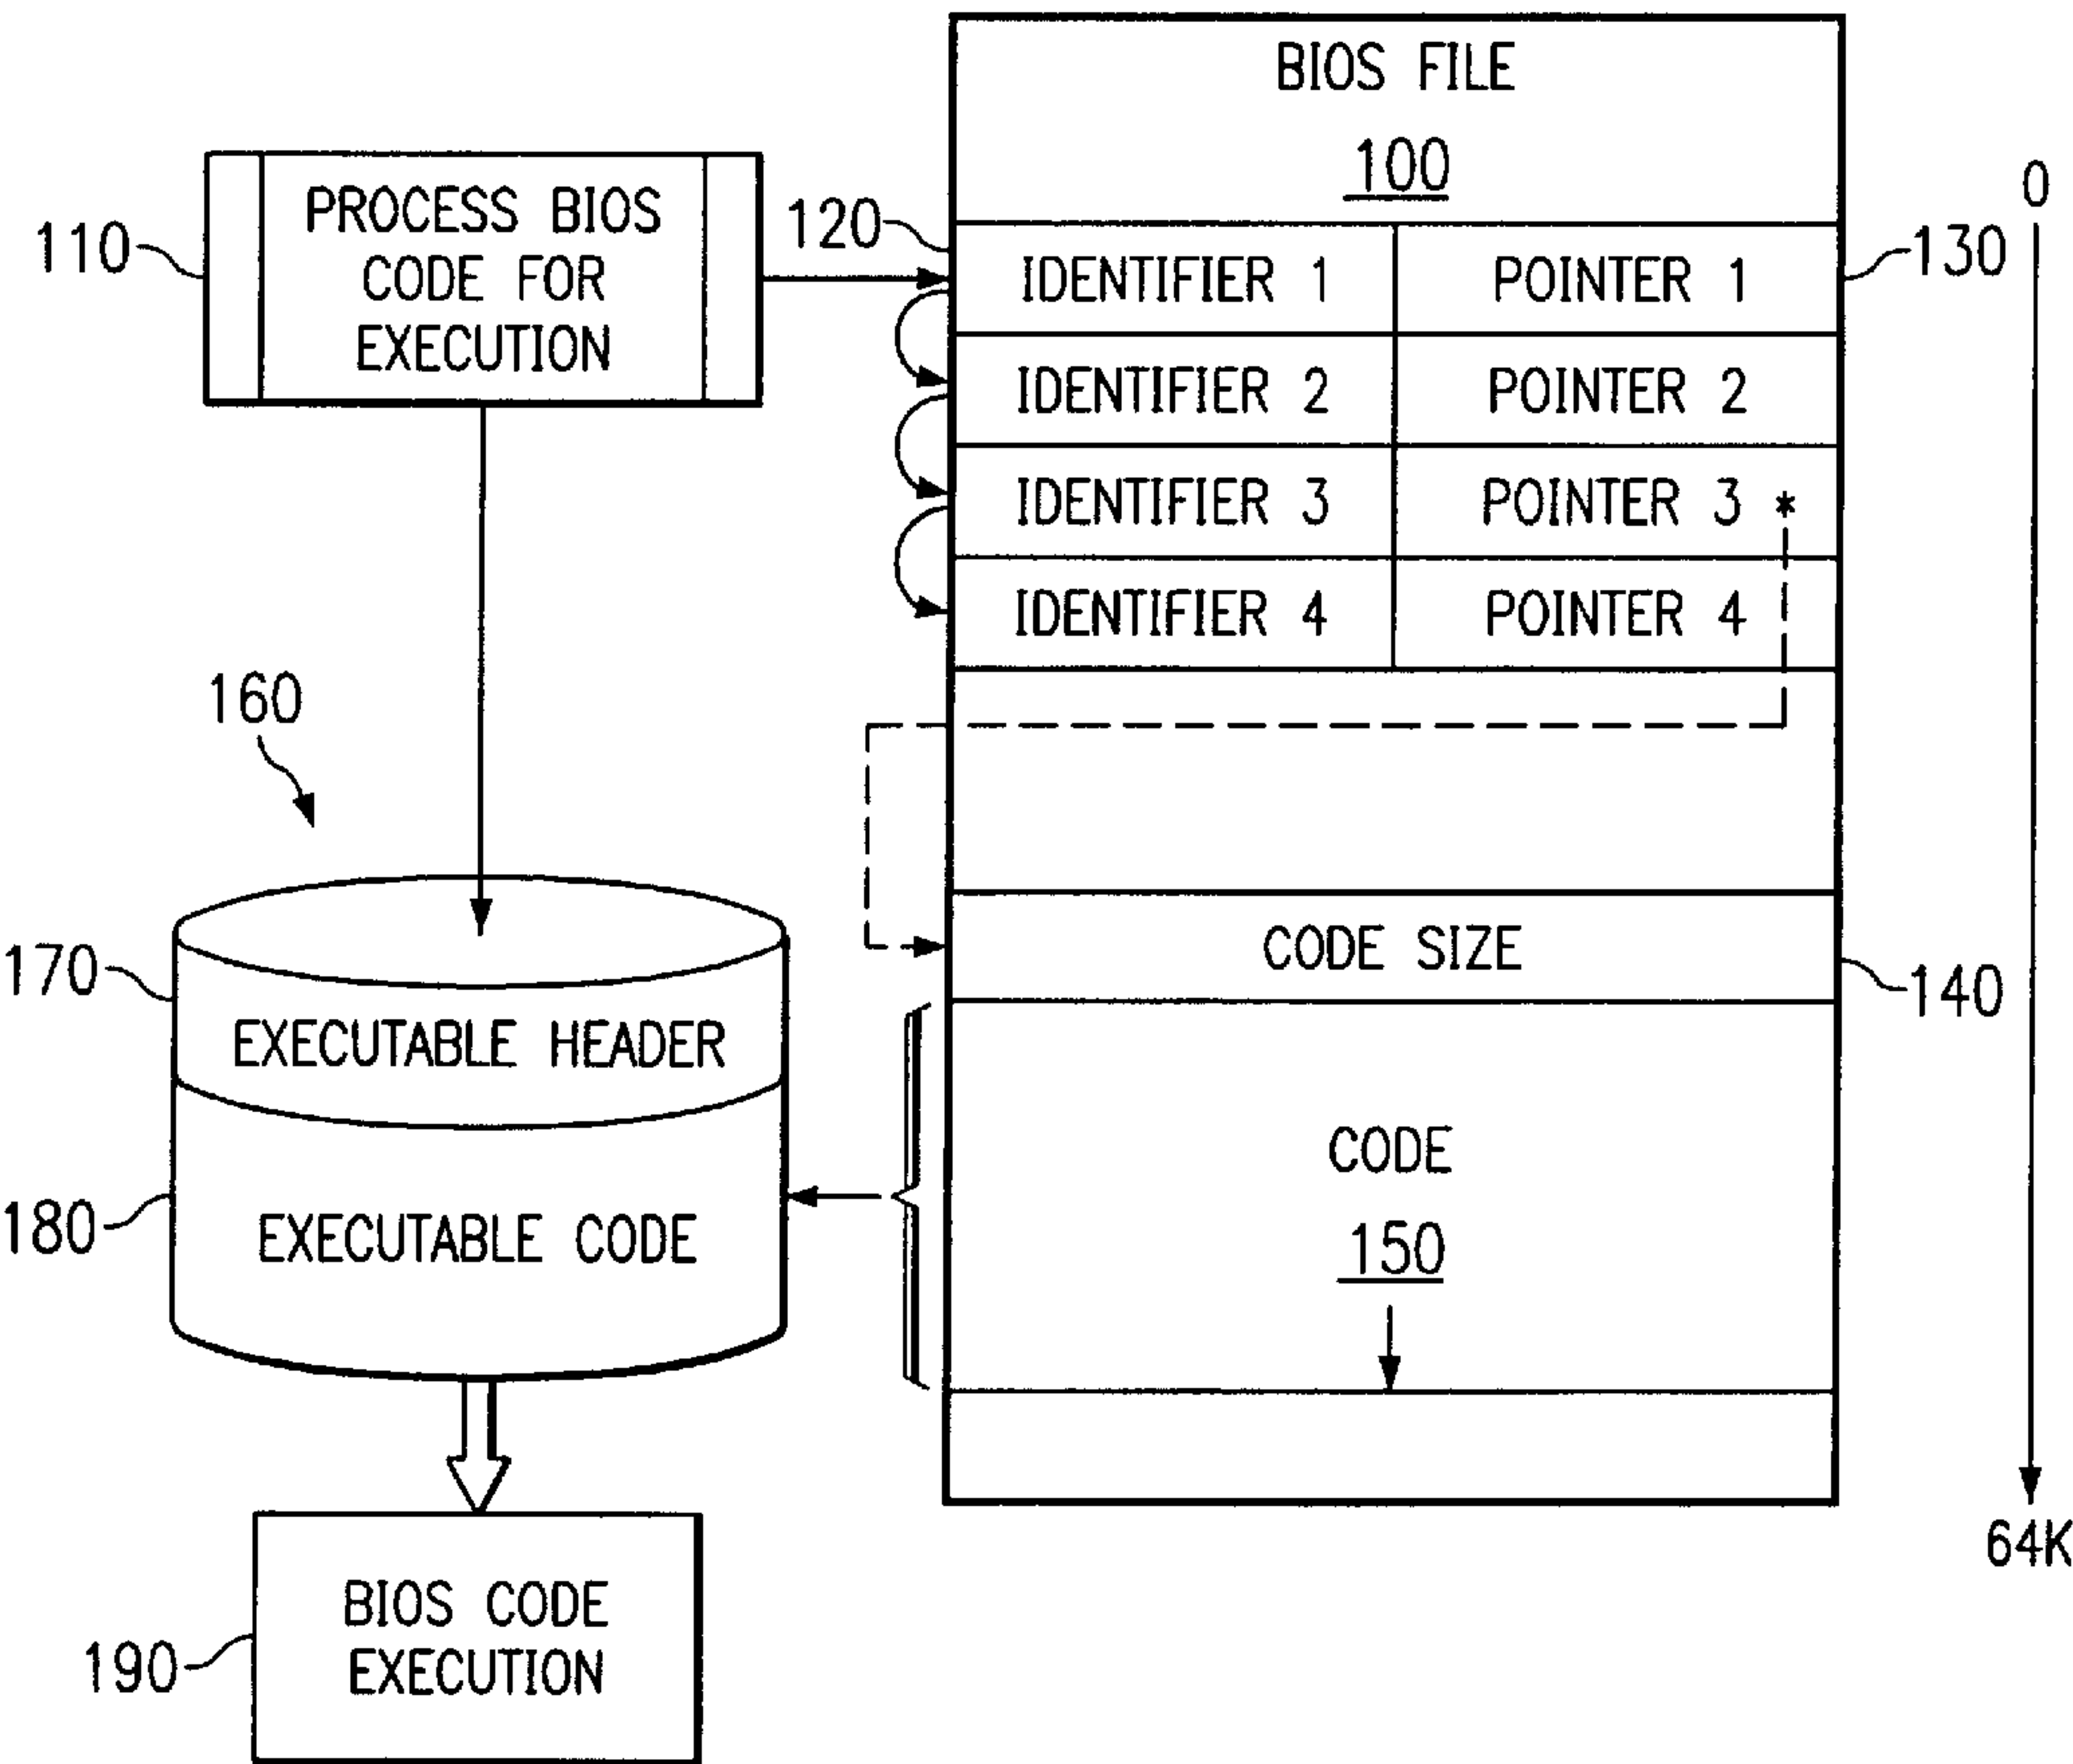 BIOS FILE
100
0
110
PROCESS BIOS
CODE FOR
EXECUTION
120
IDENTIFIER 1
POINTER 1
130
IDENTIFIER 2
POINTER 2
IDENTIFIER 3
POINTER 3 *
IDENTIFIER 4
POINTER 4
160
CODE SIZE
140
170
EXECUTABLE HEADER
CODE
150
180
EXECUTABLE CODE
64K
BIOS CODE
EXECUTION
190